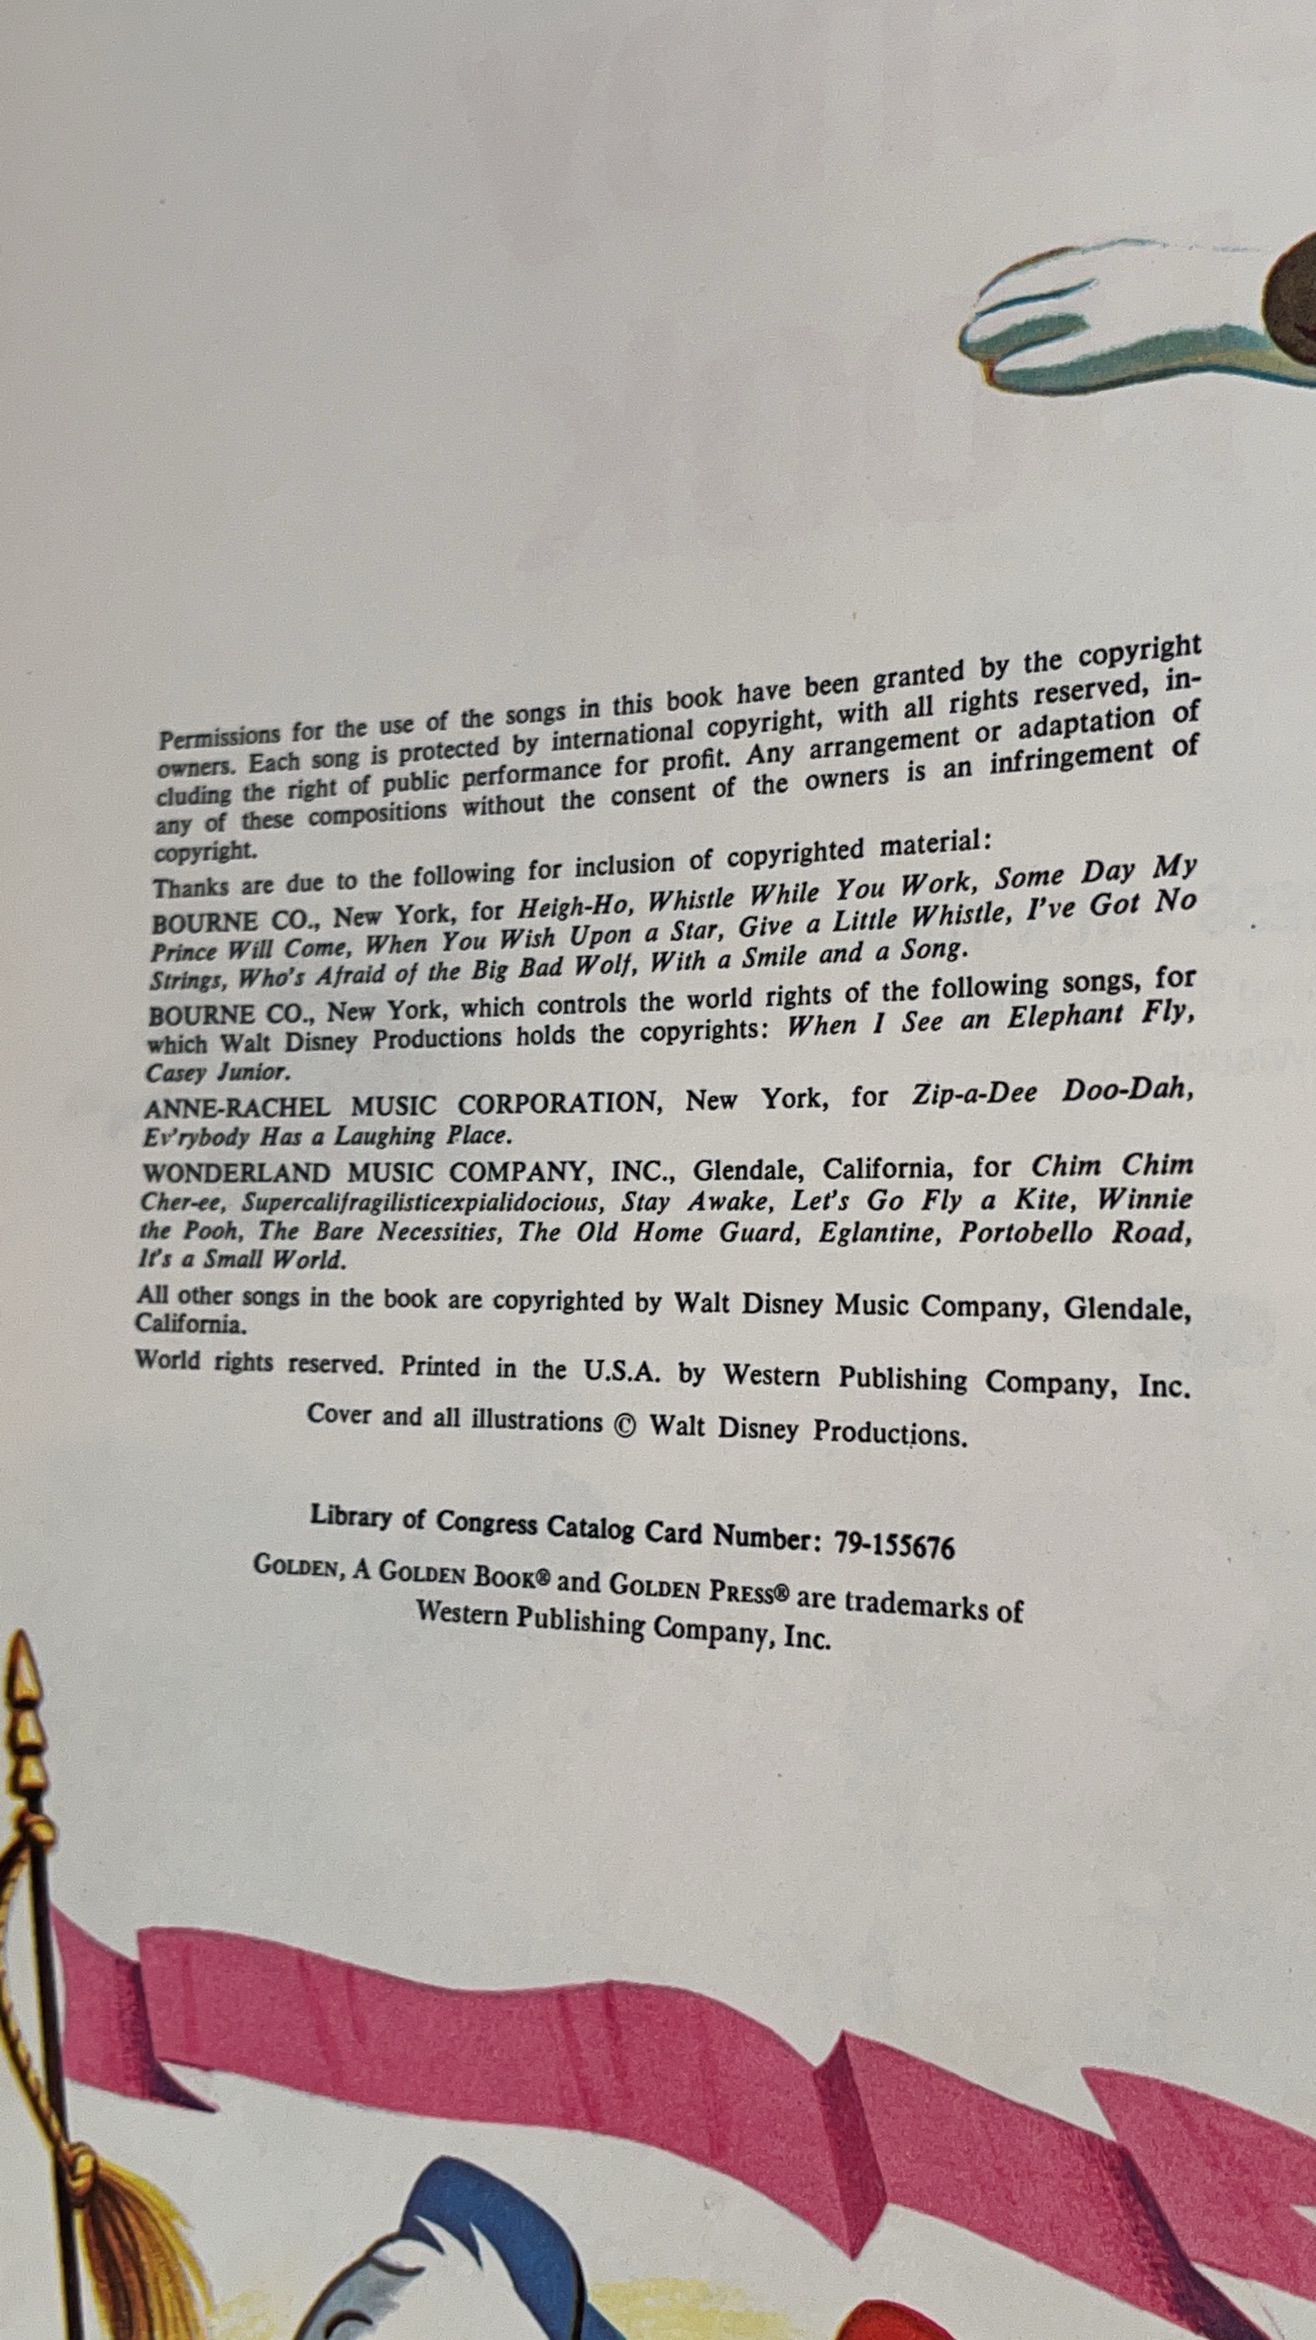 Permissions for the use of the songs in this book have been granted by the copyright
owners. Each song is protected by international copyright, with all rights reserved, in-
cluding the right of public performance for profit. Any arrangement or adaptation of
any of these compositions without the consent of the owners is an infringement of
copyright.
Thanks are due to the following for inclusion of copyrighted material:
BOURNE CO., New York, for Heigh-Ho, Whistle While You Work, Some Day My
Prince Will Come, When You Wish Upon a Star, Give a Little Whistle, I've Got No
Strings, Who's Afraid of the Big Bad Wolf, With a Smile and a Song.
BOURNE CO., New York, which controls the world rights of the following songs, for
which Walt Disney Productions holds the copyrights: When I See an Elephant Fly,
Casey Junior.
ANNE-RACHEL MUSIC CORPORATION, New York, for Zip-a-Dee Doo-Dah,
Ev'rybody Has a Laughing Place.
WONDERLAND MUSIC COMPANY, INC., Glendale, California, for Chim Chim
Cher-ee, Supercalifragilisticexpialidocious, Stay Awake, Let's Go Fly a Kite, Winnie
the Pooh, The Bare Necessities, The Old Home Guard, Eglantine, Portobello Road,
It's a Small World.
All other songs in the book are copyrighted by Walt Disney Music Company, Glendale,
California.
World rights reserved. Printed in the U.S.A. by Western Publishing Company, Inc.
Cover and all illustrations © Walt Disney Productions.
Library of Congress Catalog Card Number: 79-155676
GOLDEN, A GOLDEN BOOK® and GOLDEN PRESS® are trademarks of
Western Publishing Company, Inc.